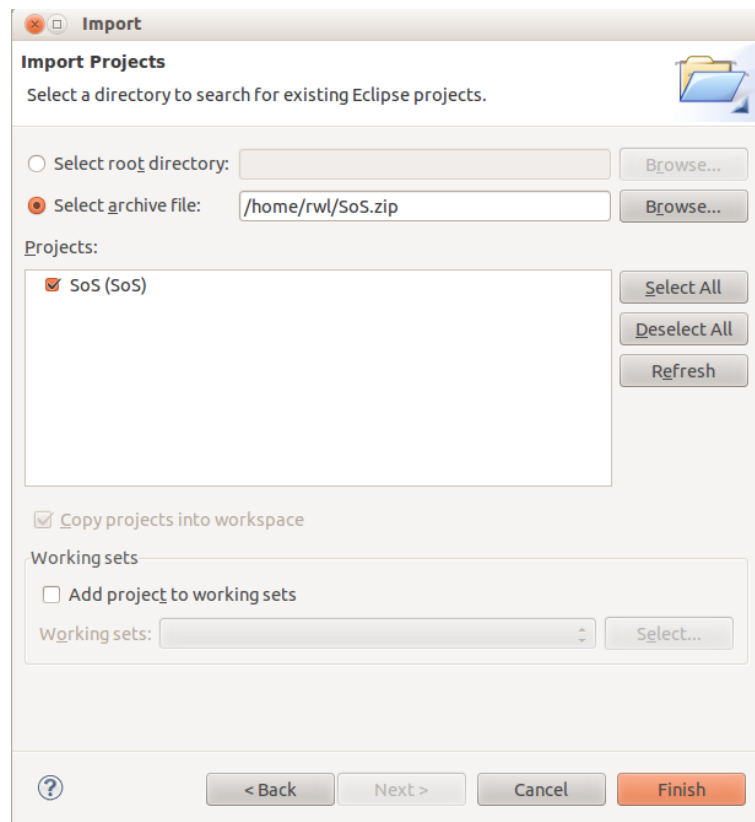 Import
Import Projects
Select a directory to search for existing Eclipse projects.
Select root directory:
Browse...
Select archive file:
/home/rwl/SoS.zip
Browse...
Projects:
SoS (SoS)
Select All
Deselect All
Refresh
Copy projects into workspace
Working sets
Add project to working sets
Working sets:
Select...
?
< Back
Next >
Cancel
Finish